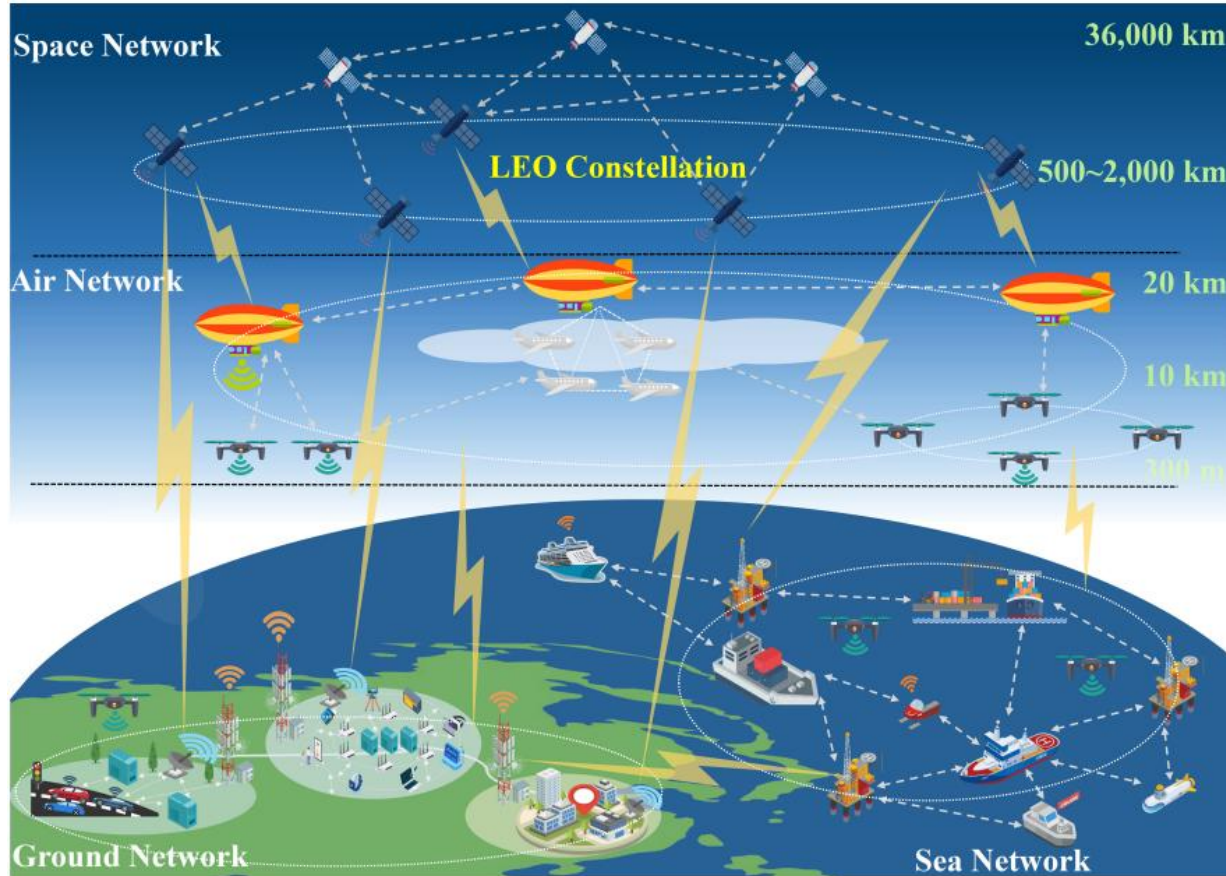 Space Network
36,000 km
LEO Constellation
500~2,000 km
Air Network
20 km
10 km
300 m
Ground Network
Sea Network